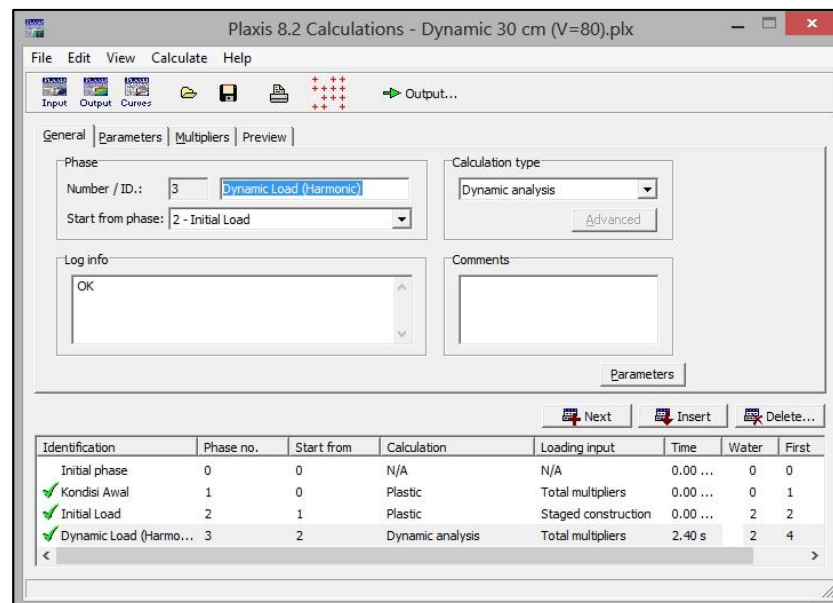 Plaxis 8.2 Calculations - Dynamic 30 cm (V=80).plx
File Edit View Calculate Help
Input Output Curves Output...
General Parameters Multipliers Preview
Phase
Number / ID.: 3 Dynamic Load (Harmonic)
Start from phase: 2 - Initial Load
Calculation type
Dynamic analysis
Advanced
Log info
OK
Comments
Parameters
Next Insert Delete...
Identification Phase no. Start from Calculation Loading input Time Water First
Initial phase 0 0 N/A N/A 0.00 ... 0 0
Kondisi Awal 1 0 Plastic Total multipliers 0.00 ... 0 1
Initial Load 2 1 Plastic Staged construction 0.00 ... 2 2
Dynamic Load (Harmo... 3 2 Dynamic analysis Total multipliers 2.40 s 2 4